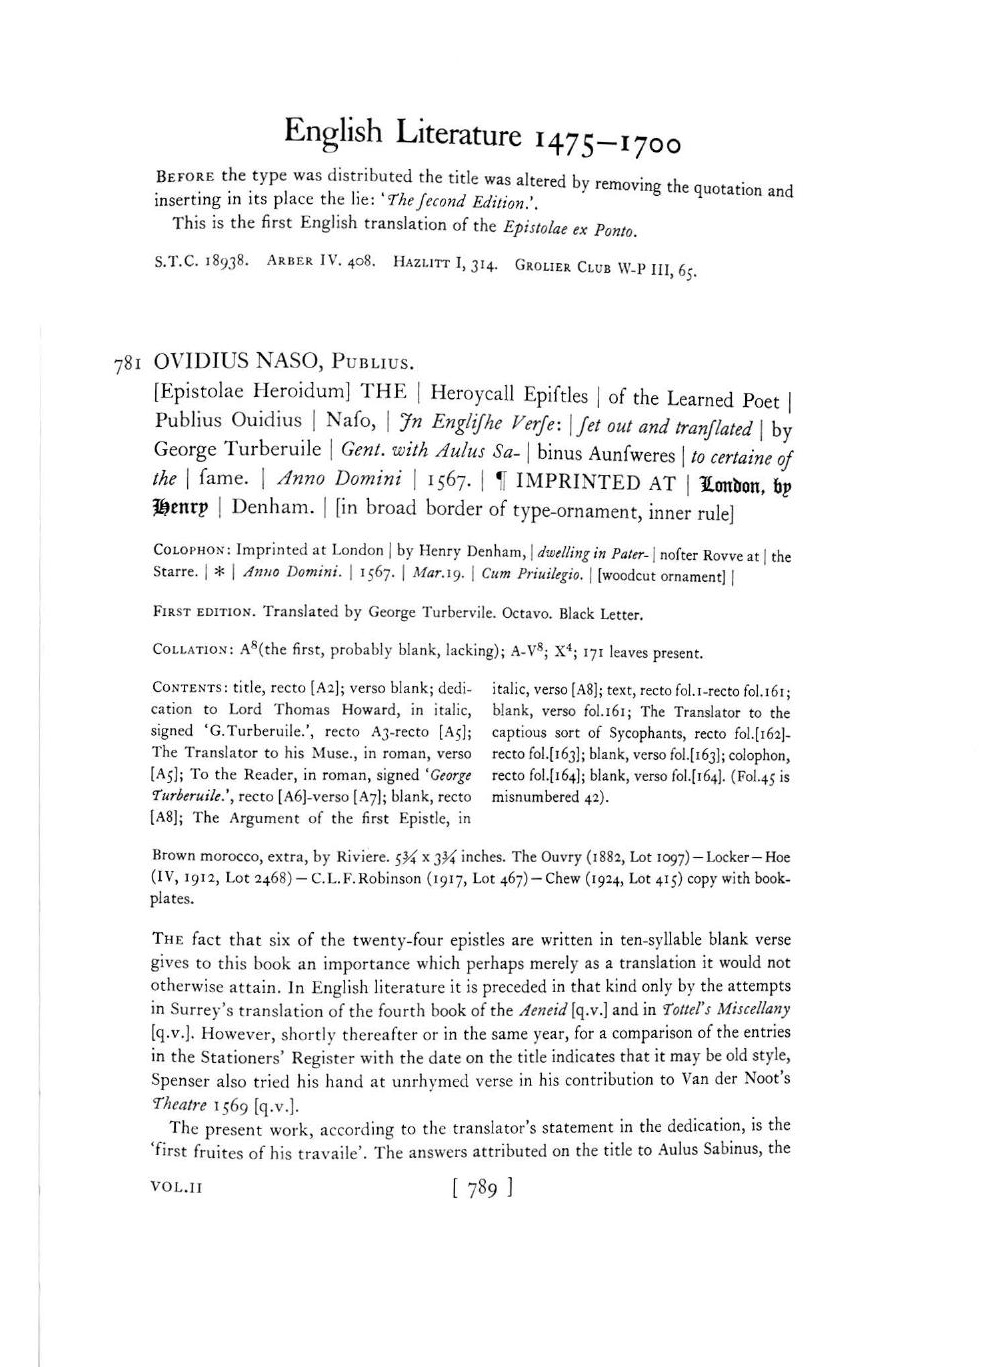 English Literature 1475–1700
BEFORE the type was distributed the title was altered by removing the quotation and
inserting in its place the lie: ‘The ſecond Edition.’.
This is the first English translation of the Epistolae ex Ponto.
S.T.C. 18938. ARBER IV. 408. HAZLITT I, 314. GROLIER CLUB W-P III, 65.
781 OVIDIUS NASO, PUBLIUS.
[Epistolae Heroidum] THE | Heroycall Epiſtles | of the Learned Poet |
Publius Ouidius | Naſo, | In Engliſhe Verſe: | ſet out and tranſlated | by
George Turberuile | Gent. with Aulus Sa- | binus Aunſweres | to certaine of
the | ſame. | Anno Domini | 1567. | ¶ IMPRINTED AT | London, by
Henry | Denham. | [in broad border of type-ornament, inner rule]
COLOPHON: Imprinted at London | by Henry Denham, | dwelling in Pater- | noſter Rovve at | the
Starre. | * | Anno Domini. | 1567. | Mar.19. | Cum Priuilegio. | [woodcut ornament] |
FIRST EDITION. Translated by George Turbervile. Octavo. Black Letter.
COLLATION: A⁸(the first, probably blank, lacking); A-V⁸; X⁴; 171 leaves present.
CONTENTS: title, recto [A2]; verso blank; dedi-
cation to Lord Thomas Howard, in italic,
signed ‘G.Turberuile.’, recto A3-recto [A5];
The Translator to his Muse., in roman, verso
[A5]; To the Reader, in roman, signed ‘George
Turberuile.’, recto [A6]-verso [A7]; blank, recto
[A8]; The Argument of the first Epistle, in
italic, verso [A8]; text, recto fol.1-recto fol.161;
blank, verso fol.161; The Translator to the
captious sort of Sycophants, recto fol.[162]-
recto fol.[163]; blank, verso fol.[163]; colophon,
recto fol.[164]; blank, verso fol.[164]. (Fol.45 is
misnumbered 42).
Brown morocco, extra, by Riviere. 5¾ x 3¾ inches. The Ouvry (1882, Lot 1097) — Locker — Hoe
(IV, 1912, Lot 2468) — C.L.F.Robinson (1917, Lot 467) — Chew (1924, Lot 415) copy with book-
plates.
THE fact that six of the twenty-four epistles are written in ten-syllable blank verse
gives to this book an importance which perhaps merely as a translation it would not
otherwise attain. In English literature it is preceded in that kind only by the attempts
in Surrey’s translation of the fourth book of the Aeneid [q.v.] and in Tottel’s Miscellany
[q.v.]. However, shortly thereafter or in the same year, for a comparison of the entries
in the Stationers’ Register with the date on the title indicates that it may be old style,
Spenser also tried his hand at unrhymed verse in his contribution to Van der Noot’s
Theatre 1569 [q.v.].
The present work, according to the translator’s statement in the dedication, is the
‘first fruites of his travaile’. The answers attributed on the title to Aulus Sabinus, the
VOL.II
[ 789 ]